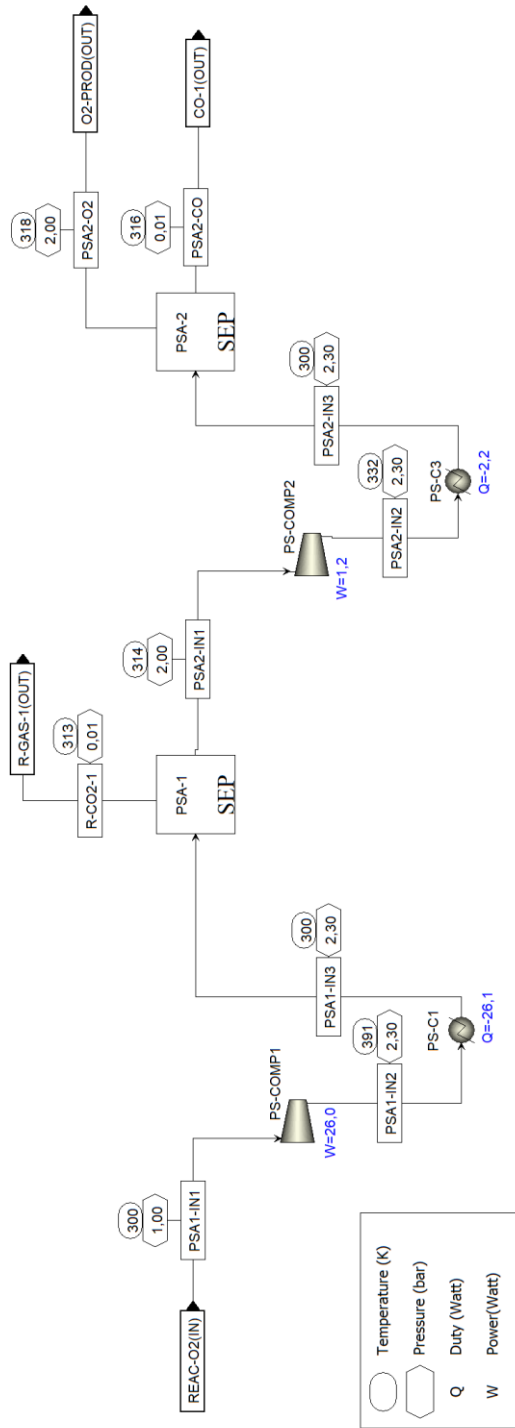 REAC-O2(IN)
300
1,00
PSA1-IN1
PS-COMP1
W=26,0
391
2,30
PSA1-IN2
PS-C1
Q=-26,1
300
2,30
PSA1-IN3
R-GAS-1(OUT)
313
0,01
R-CO2-1
PSA-1
SEP
314
2,00
PSA2-IN1
PS-COMP2
W=1,2
332
2,30
PSA2-IN2
PS-C3
Q=-2,2
300
2,30
PSA2-IN3
PSA-2
SEP
318
2,00
PSA2-O2
O2-PROD(OUT)
316
0,01
PSA2-CO
CO-1(OUT)
Temperature (K)
Pressure (bar)
Q Duty (Watt)
W Power(Watt)